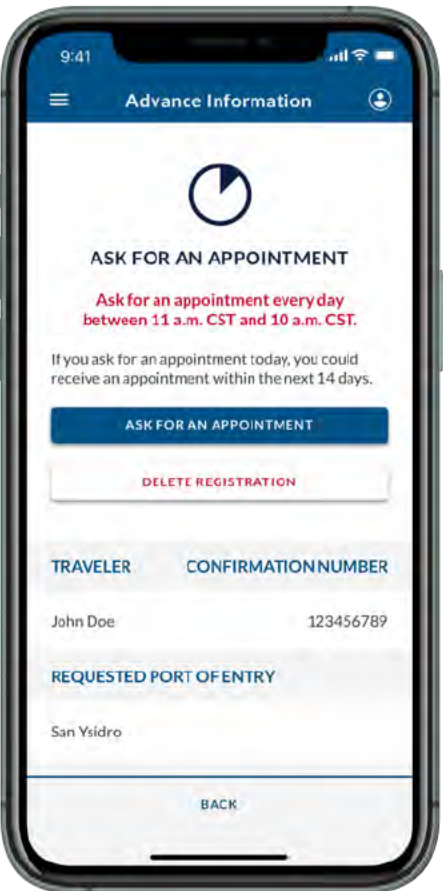 9:41
Advance Information
ASK FOR AN APPOINTMENT
Ask for an appointment every day
between 11 a.m. CST and 10 a.m. CST.
If you ask for an appointment today, you could
receive an appointment within the next 14 days.
ASK FOR AN APPOINTMENT
DELETE REGISTRATION
TRAVELER CONFIRMATION NUMBER
John Doe 123456789
REQUESTED PORT OF ENTRY
San Ysidro
BACK